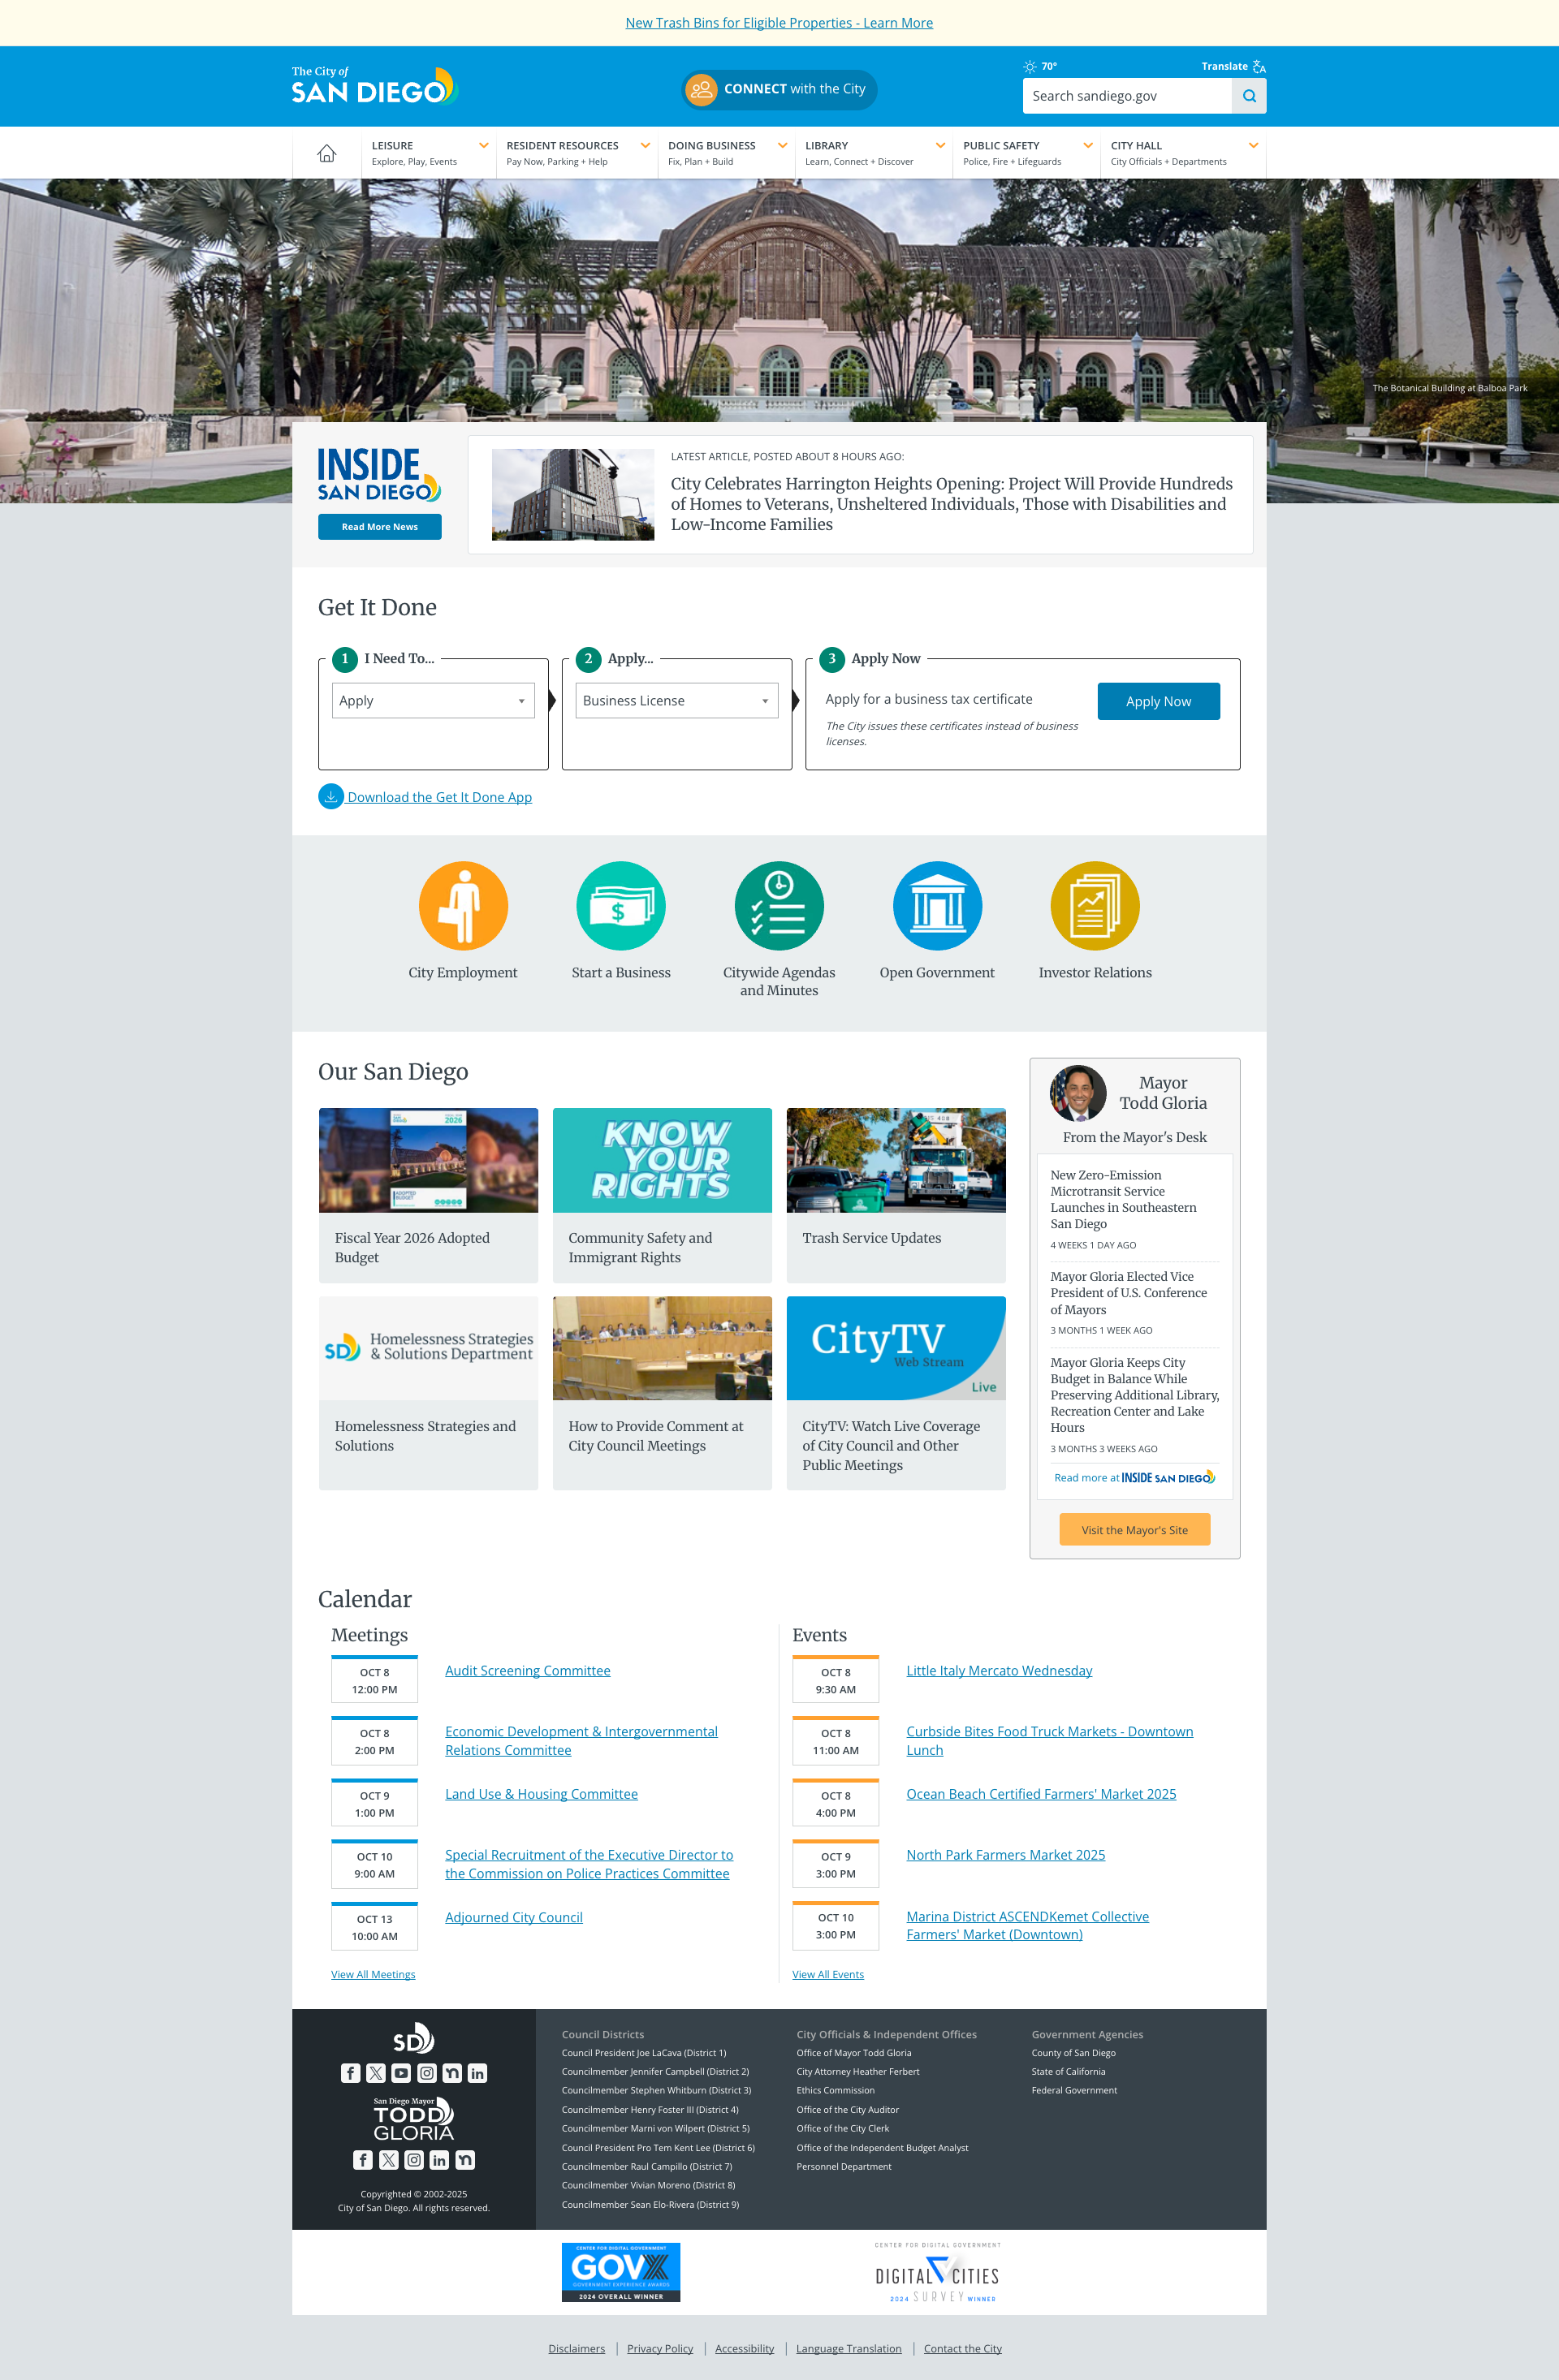 New Trash Bins for Eligible Properties - Learn More
The City of
SAN DIEGO
CONNECT with the City
70°
Translate
Search sandiego.gov
LEISURE
Explore, Play, Events
RESIDENT RESOURCES
Pay Now, Parking + Help
DOING BUSINESS
Fix, Plan + Build
LIBRARY
Learn, Connect + Discover
PUBLIC SAFETY
Police, Fire + Lifeguards
CITY HALL
City Officials + Departments
The Botanical Building at Balboa Park
INSIDE
SAN DIEGO
Read More News
LATEST ARTICLE, POSTED ABOUT 8 HOURS AGO:
City Celebrates Harrington Heights Opening: Project Will Provide Hundreds
of Homes to Veterans, Unsheltered Individuals, Those with Disabilities and
Low-Income Families
Get It Done
1 I Need To...
Apply
2 Apply...
Business License
3 Apply Now
Apply for a business tax certificate
The City issues these certificates instead of business
licenses.
Apply Now
Download the Get It Done App
City Employment
Start a Business
Citywide Agendas
and Minutes
Open Government
Investor Relations
Our San Diego
2026
ADOPTED
BUDGET
Fiscal Year 2026 Adopted
Budget
KNOW
YOUR
RIGHTS
Community Safety and
Immigrant Rights
Trash Service Updates
SD
Homelessness Strategies
& Solutions Department
Homelessness Strategies and
Solutions
How to Provide Comment at
City Council Meetings
CityTV
Web Stream
Live
CityTV: Watch Live Coverage
of City Council and Other
Public Meetings
Mayor
Todd Gloria
From the Mayor's Desk
New Zero-Emission
Microtransit Service
Launches in Southeastern
San Diego
4 WEEKS 1 DAY AGO
Mayor Gloria Elected Vice
President of U.S. Conference
of Mayors
3 MONTHS 1 WEEK AGO
Mayor Gloria Keeps City
Budget in Balance While
Preserving Additional Library,
Recreation Center and Lake
Hours
3 MONTHS 3 WEEKS AGO
Read more at INSIDE SAN DIEGO
Visit the Mayor's Site
Calendar
Meetings
OCT 8
12:00 PM
Audit Screening Committee
OCT 8
2:00 PM
Economic Development & Intergovernmental
Relations Committee
OCT 9
1:00 PM
Land Use & Housing Committee
OCT 10
9:00 AM
Special Recruitment of the Executive Director to
the Commission on Police Practices Committee
OCT 13
10:00 AM
Adjourned City Council
View All Meetings
Events
OCT 8
9:30 AM
Little Italy Mercato Wednesday
OCT 8
11:00 AM
Curbside Bites Food Truck Markets - Downtown
Lunch
OCT 8
4:00 PM
Ocean Beach Certified Farmers' Market 2025
OCT 9
3:00 PM
North Park Farmers Market 2025
OCT 10
3:00 PM
Marina District ASCENDKemet Collective
Farmers' Market (Downtown)
View All Events
SD
San Diego Mayor
TODD
GLORIA
Copyrighted © 2002-2025
City of San Diego. All rights reserved.
Council Districts
Council President Joe LaCava (District 1)
Councilmember Jennifer Campbell (District 2)
Councilmember Stephen Whitburn (District 3)
Councilmember Henry Foster III (District 4)
Councilmember Marni von Wilpert (District 5)
Council President Pro Tem Kent Lee (District 6)
Councilmember Raul Campillo (District 7)
Councilmember Vivian Moreno (District 8)
Councilmember Sean Elo-Rivera (District 9)
City Officials & Independent Offices
Office of Mayor Todd Gloria
City Attorney Heather Ferbert
Ethics Commission
Office of the City Auditor
Office of the City Clerk
Office of the Independent Budget Analyst
Personnel Department
Government Agencies
County of San Diego
State of California
Federal Government
CENTER FOR DIGITAL GOVERNMENT
GOVX
GOVERNMENT EXPERIENCE AWARDS
2024 OVERALL WINNER
CENTER FOR DIGITAL GOVERNMENT
DIGITAL CITIES
2024 SURVEY WINNER
Disclaimers
Privacy Policy
Accessibility
Language Translation
Contact the City